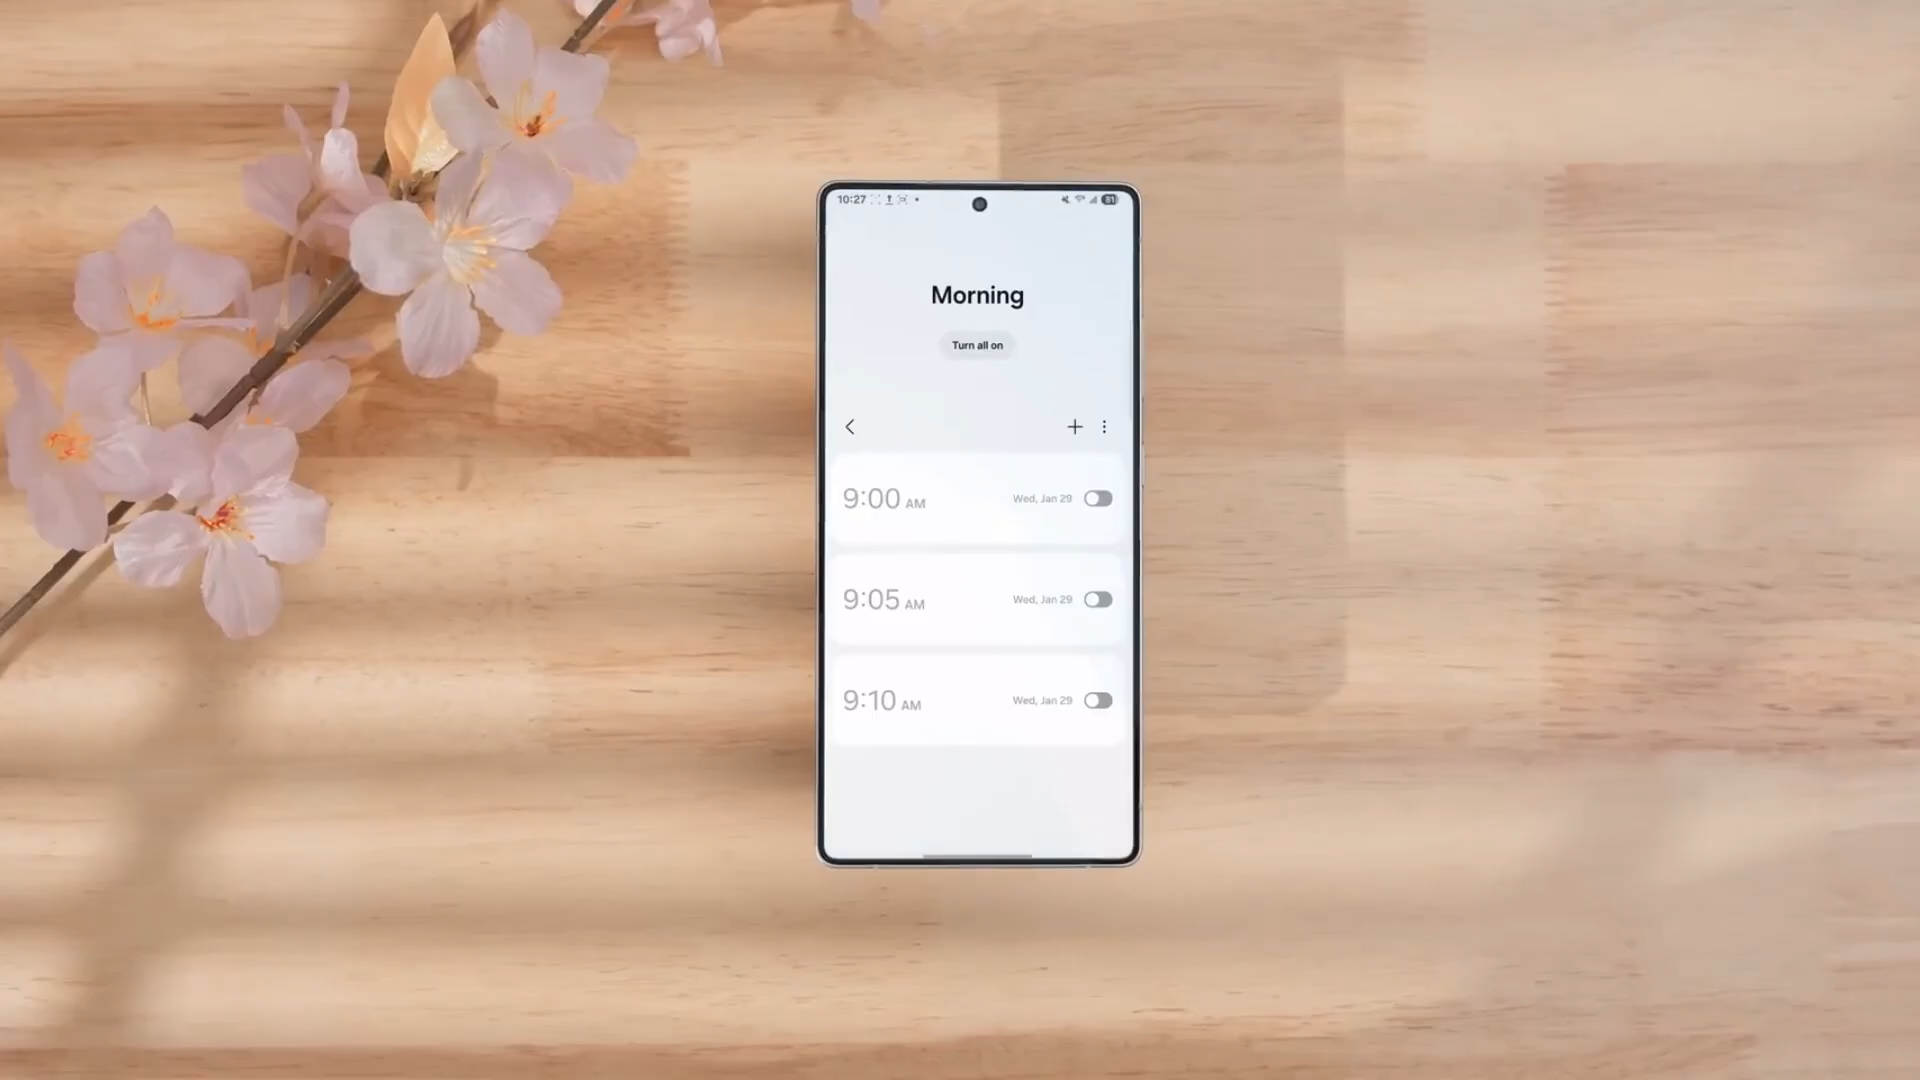 10:27
81
Morning
Turn all on
9:00 AM Wed, Jan 29
9:05 AM Wed, Jan 29
9:10 AM Wed, Jan 29